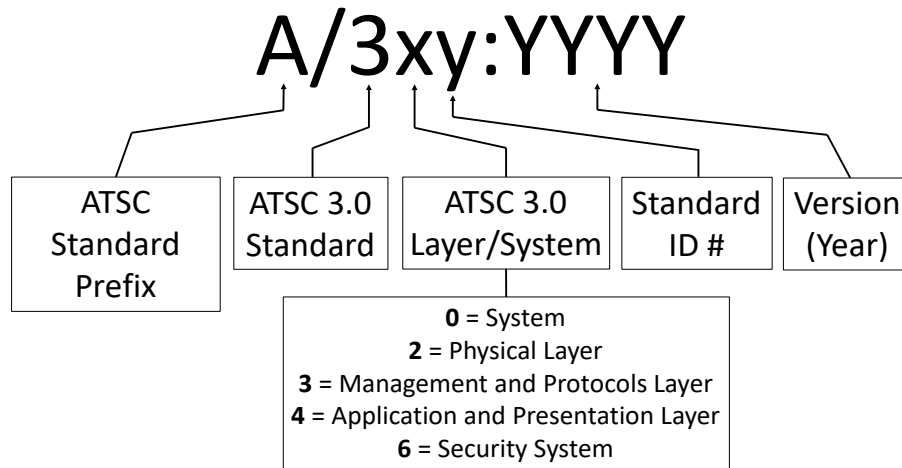 A/3xy:YYYY
ATSC
Standard
Prefix
ATSC 3.0
Standard
ATSC 3.0
Layer/System
Standard
ID #
Version
(Year)
0 = System
2 = Physical Layer
3 = Management and Protocols Layer
4 = Application and Presentation Layer
6 = Security System